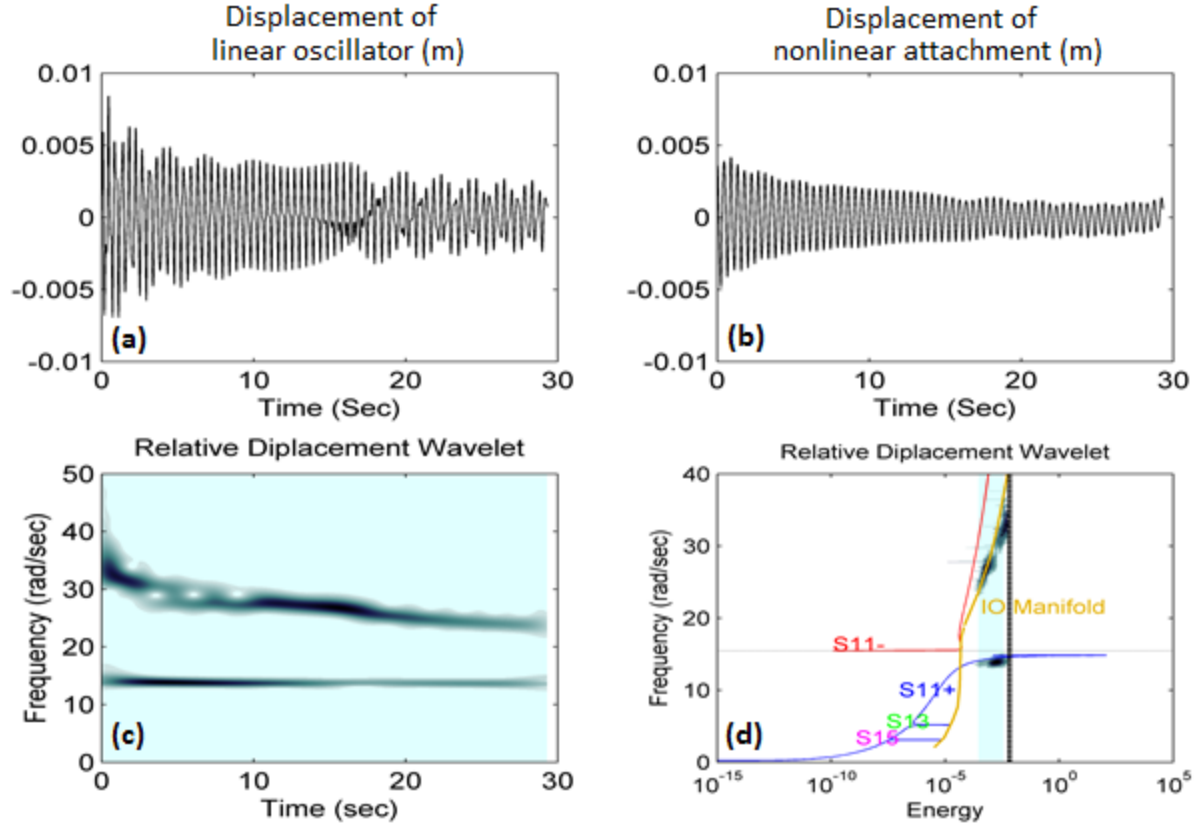 Displacement of
linear oscillator (m)
0.01
0.005
0
-0.005
-0.01
(a)
0
10
20
30
Time (Sec)
Displacement of
nonlinear attachment (m)
0.01
0.005
0
-0.005
-0.01
(b)
0
10
20
30
Time (Sec)
Relative Diplacement Wavelet
Frequency (rad/sec)
50
40
30
20
10
0
(c)
0
10
20
30
Time (sec)
Relative Diplacement Wavelet
Frequency (rad/sec)
40
30
20
10
0
IO Manifold
S11-
S11+
S13
S15
(d)
10-15
10-10
10-5
100
105
Energy